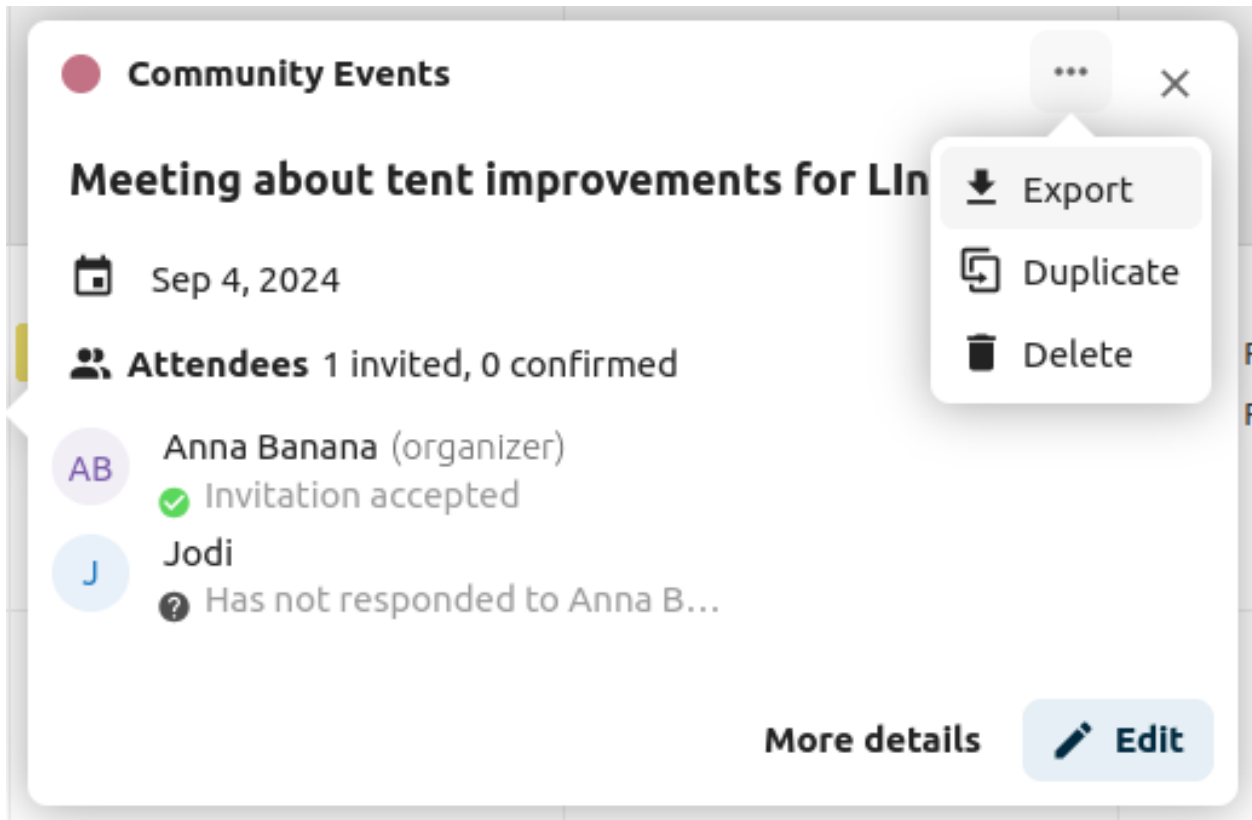 Community Events
Meeting about tent improvements for LIn
Export
Sep 4, 2024
Duplicate
Attendees 1 invited, 0 confirmed
Delete
AB
Anna Banana (organizer)
Invitation accepted
J
Jodi
Has not responded to Anna B...
More details
Edit